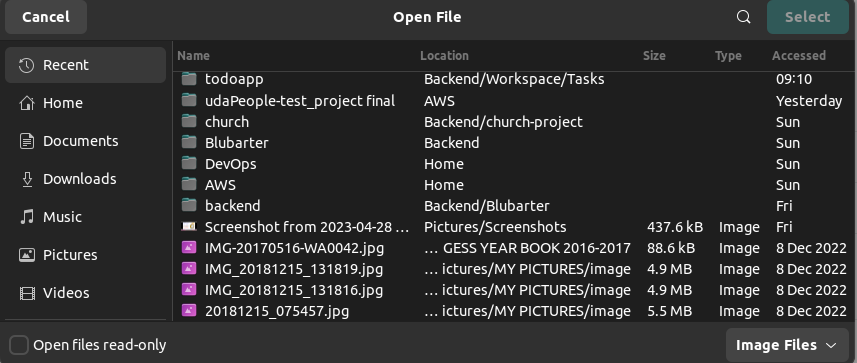 Cancel Open File Select
Name Location Size Type Accessed
Recent
Home
Documents
Downloads
Music
Pictures
Videos
todoapp Backend/Workspace/Tasks 09:10
udaPeople-test_project final AWS Yesterday
church Backend/church-project Sun
Blubarter Backend Sun
DevOps Home Sun
AWS Home Sun
backend Backend/Blubarter Fri
Screenshot from 2023-04-28 ... Pictures/Screenshots 437.6 kB Image Fri
IMG-20170516-WA0042.jpg ... GESS YEAR BOOK 2016-2017 88.6 kB Image 8 Dec 2022
IMG_20181215_131819.jpg ... ictures/MY PICTURES/image 4.9 MB Image 8 Dec 2022
IMG_20181215_131816.jpg ... ictures/MY PICTURES/image 4.9 MB Image 8 Dec 2022
20181215_075457.jpg ... ictures/MY PICTURES/image 5.5 MB Image 8 Dec 2022
Open files read-only Image Files